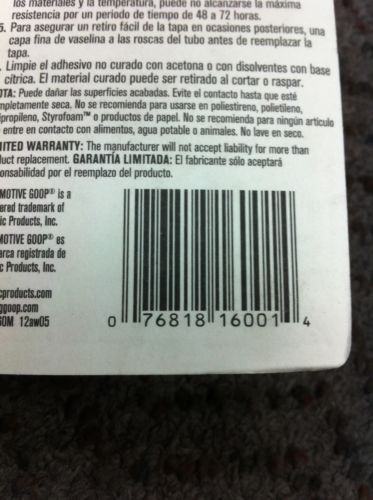 los materiales y la temperatura, puede no alcanzarse la máxima
resistencia por un periodo de tiempo de 48 a 72 horas.
5. Para asegurar un retiro fácil de la tapa en ocasiones posteriores, una
capa fina de vaselina a las roscas del tubo antes de reemplazar la
tapa.
. Limpie el adhesivo no curado con acetona o con disolventes con base
cítrica. El material curado puede ser retirado al cortar o raspar.
OTA: Puede dañar las superficies acabadas. Evite el contacto hasta que esté
mpletamente seca. No se recomienda para usarse en poliestireno, polietileno,
ipropileno, Styrofoam™ o productos de papel. No se recomienda para ningún artículo
entre en contacto con alimentos, agua potable o animales. No lave en seco.
ITED WARRANTY: The manufacturer will not accept liability for more than
uct replacement. GARANTÍA LIMITADA: El fabricante sólo aceptará
onsabilidad por el reemplazo del producto.
MOTIVE GOOP® is a
ered trademark of
ic Products, Inc.
MOTIVE GOOP® es
arca registrada de
c Products, Inc.
cproducts.com
ggoop.com
GOM 12aw05
0 76818 16001 4